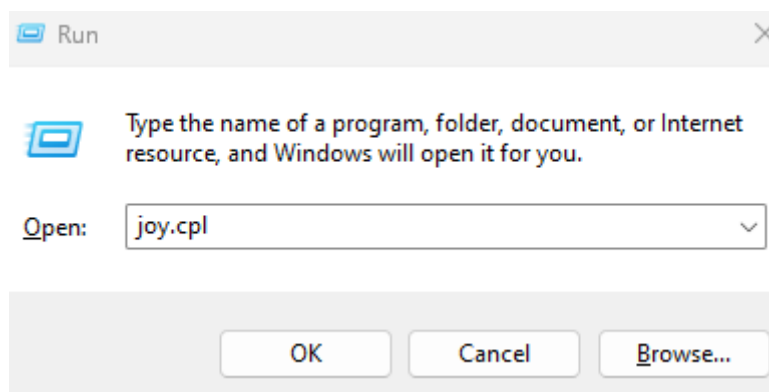 Run
Type the name of a program, folder, document, or Internet
resource, and Windows will open it for you.
Open: joy.cpl
OK Cancel Browse...